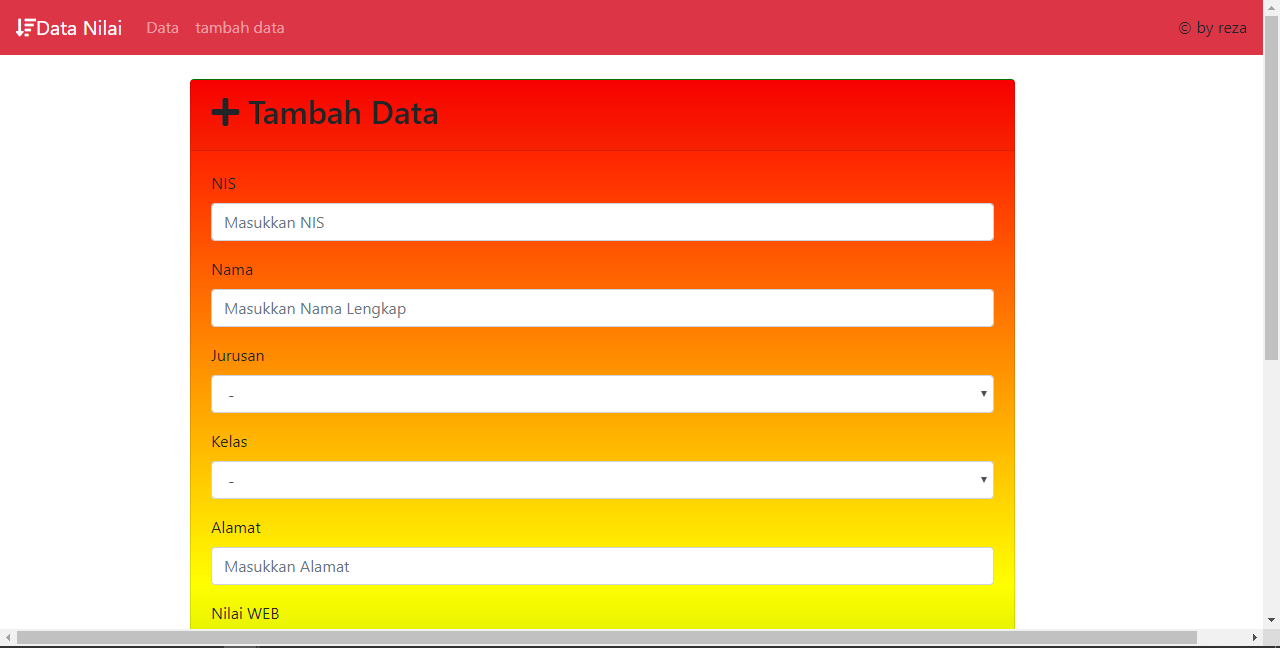 Data Nilai Data tambah data © by reza
Tambah Data
NIS
Masukkan NIS
Nama
Masukkan Nama Lengkap
Jurusan
-
Kelas
-
Alamat
Masukkan Alamat
Nilai WEB